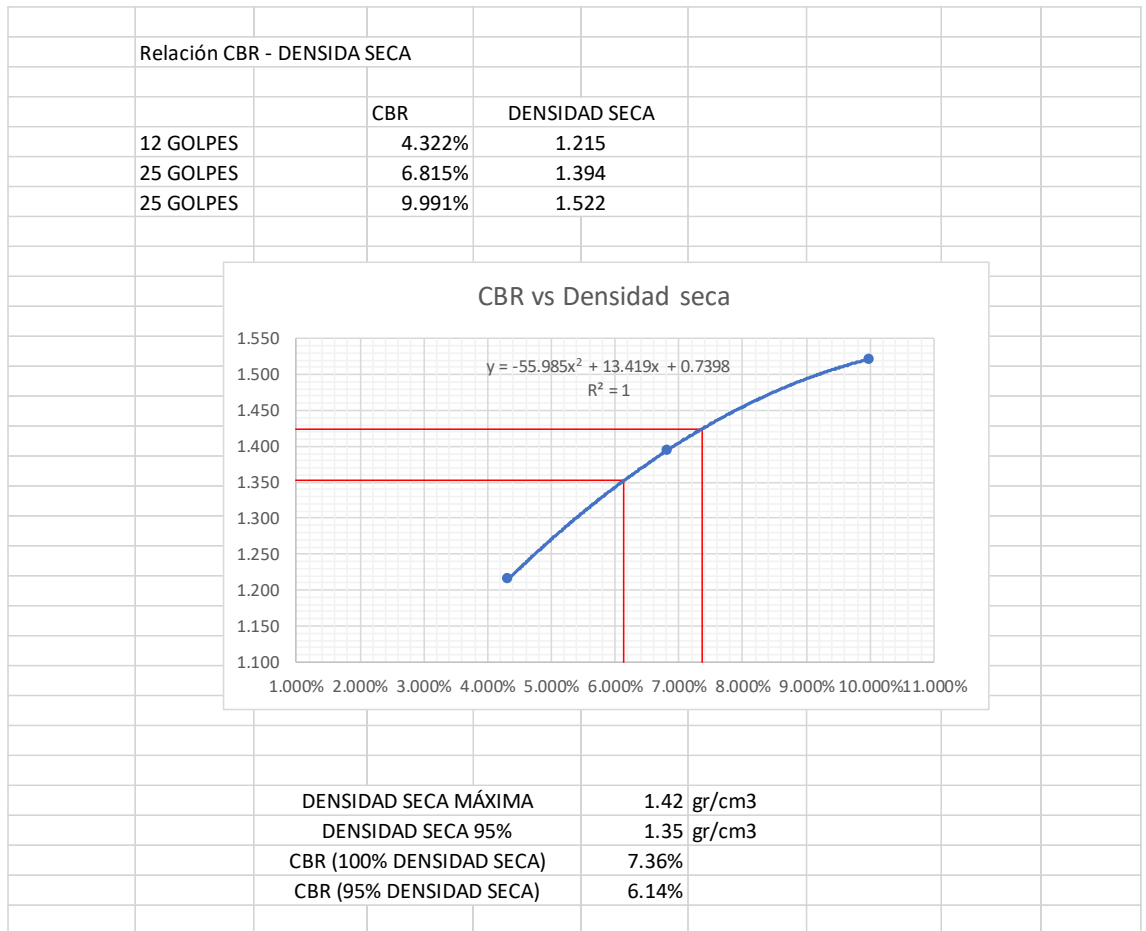 Relación CBR - DENSIDA SECA
CBR DENSIDAD SECA
12 GOLPES 4.322% 1.215
25 GOLPES 6.815% 1.394
25 GOLPES 9.991% 1.522
CBR vs Densidad seca
1.550
y = -55.985x² + 13.419x + 0.7398
R² = 1
1.500
1.450
1.400
1.350
1.300
1.250
1.200
1.150
1.100
1.000% 2.000% 3.000% 4.000% 5.000% 6.000% 7.000% 8.000% 9.000% 10.000% 11.000%
DENSIDAD SECA MÁXIMA 1.42 gr/cm3
DENSIDAD SECA 95% 1.35 gr/cm3
CBR (100% DENSIDAD SECA) 7.36%
CBR (95% DENSIDAD SECA) 6.14%